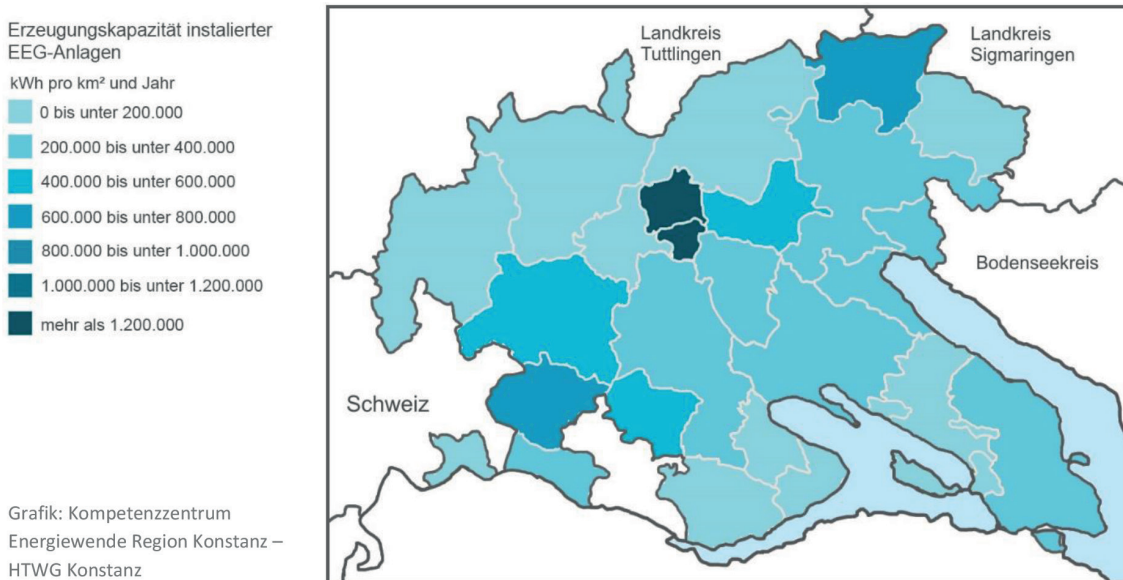 Erzeugungskapazität instalierter
EEG-Anlagen
kWh pro km² und Jahr
0 bis unter 200.000
200.000 bis unter 400.000
400.000 bis unter 600.000
600.000 bis unter 800.000
800.000 bis unter 1.000.000
1.000.000 bis unter 1.200.000
mehr als 1.200.000
Grafik: Kompetenzzentrum
Energiewende Region Konstanz –
HTWG Konstanz
Landkreis
Tuttlingen
Landkreis
Sigmaringen
Bodenseekreis
Schweiz